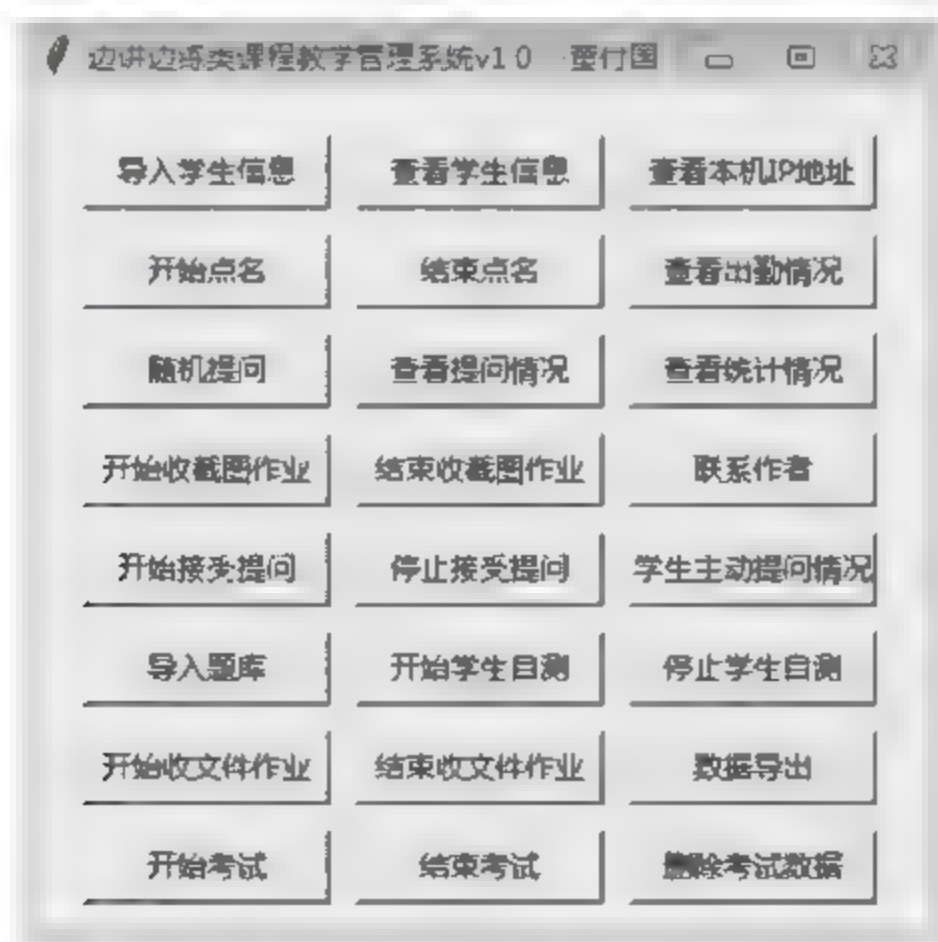 边讲边练类课程教学管理系统v1.0 董付国
导入学生信息 查看学生信息 查看本机IP地址
开始点名 结束点名 查看出勤情况
随机提问 查看提问情况 查看统计情况
开始收截图作业 结束收截图作业 联系作者
开始接受提问 停止接受提问 学生主动提问情况
导入题库 开始学生自测 停止学生自测
开始收文件作业 结束收文件作业 数据导出
开始考试 结束考试 删除考试数据